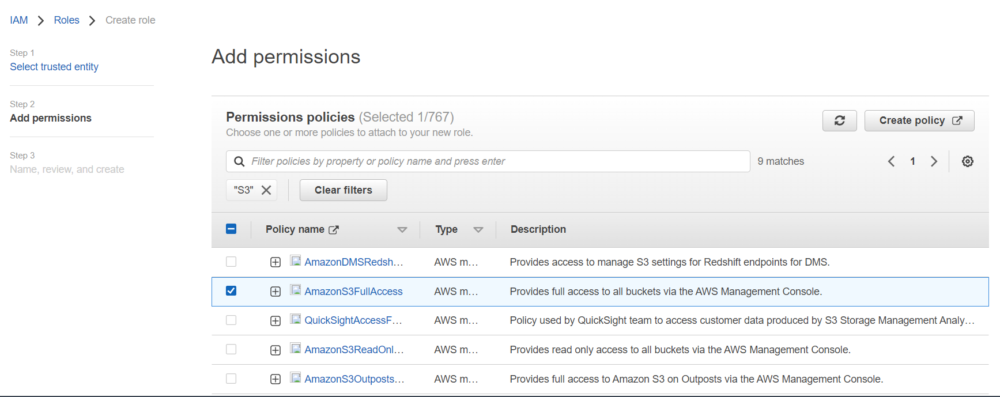 IAM > Roles > Create role
Step 1
Select trusted entity
Step 2
Add permissions
Step 3
Name, review, and create
Add permissions
Permissions policies (Selected 1/767)
Choose one or more policies to attach to your new role.
Create policy
Filter policies by property or policy name and press enter
9 matches
1
"S3"
Clear filters
Policy name Type Description
AmazonDMSRedsh… AWS m… Provides access to manage S3 settings for Redshift endpoints for DMS.
AmazonS3FullAccess AWS m… Provides full access to all buckets via the AWS Management Console.
QuickSightAccessF… AWS m… Policy used by QuickSight team to access customer data produced by S3 Storage Management Analy…
AmazonS3ReadOnl… AWS m… Provides read only access to all buckets via the AWS Management Console.
AmazonS3Outposts… AWS m… Provides full access to Amazon S3 on Outposts via the AWS Management Console.